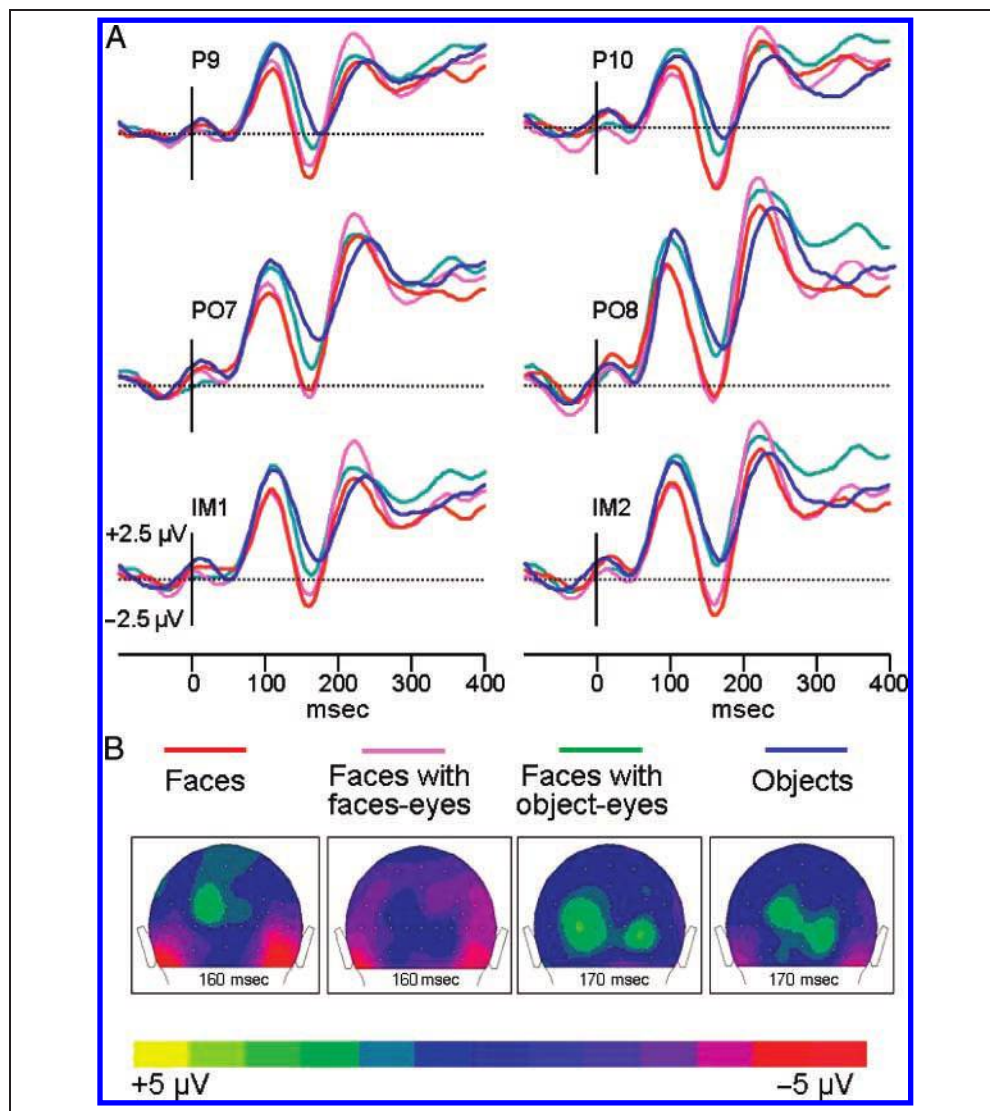 A
P9
P10
PO7
PO8
IM1
IM2
+2.5 µV
−2.5 µV
0 100 200 300 400
msec
0 100 200 300 400
msec
B
Faces
Faces with
faces-eyes
Faces with
object-eyes
Objects
160 msec
160 msec
170 msec
170 msec
+5 µV
−5 µV